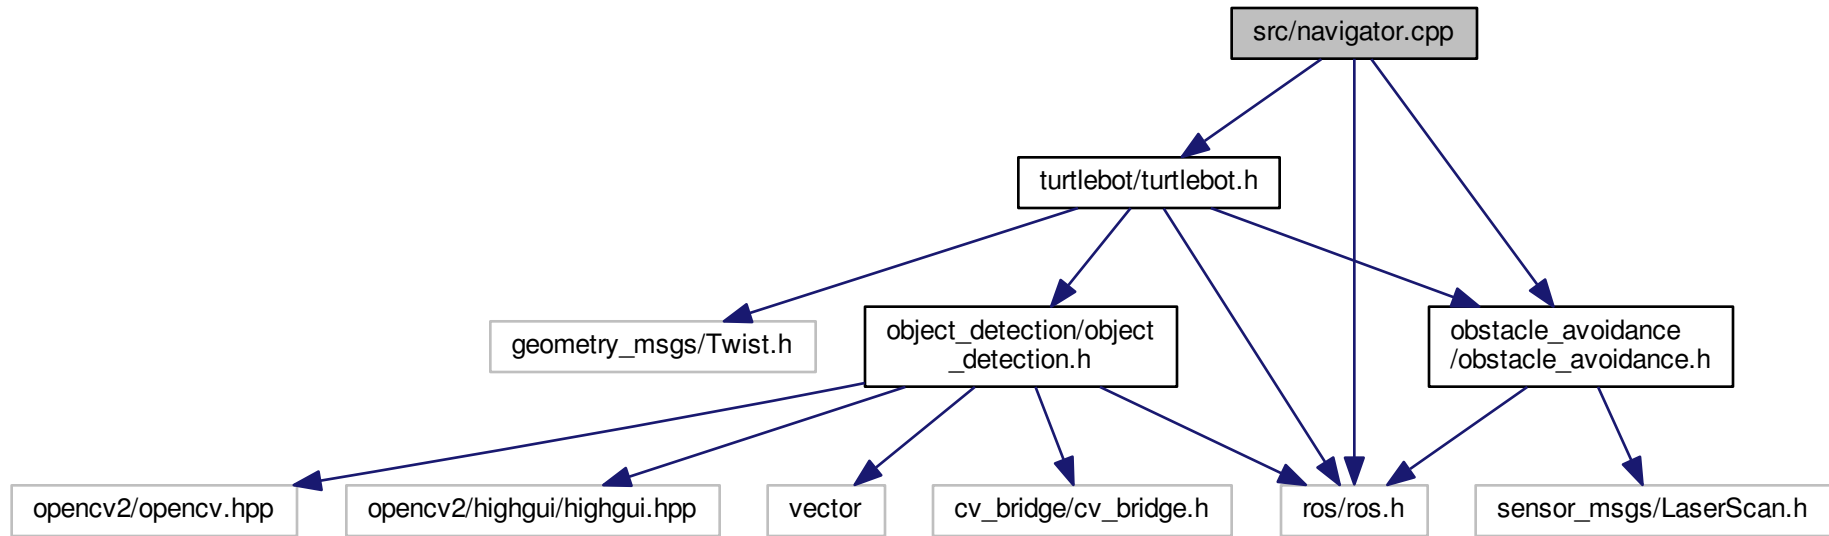 src/navigator.cpp
turtlebot/turtlebot.h
geometry_msgs/Twist.h
object_detection/object
_detection.h
obstacle_avoidance
/obstacle_avoidance.h
opencv2/opencv.hpp
opencv2/highgui/highgui.hpp
vector
cv_bridge/cv_bridge.h
ros/ros.h
sensor_msgs/LaserScan.h